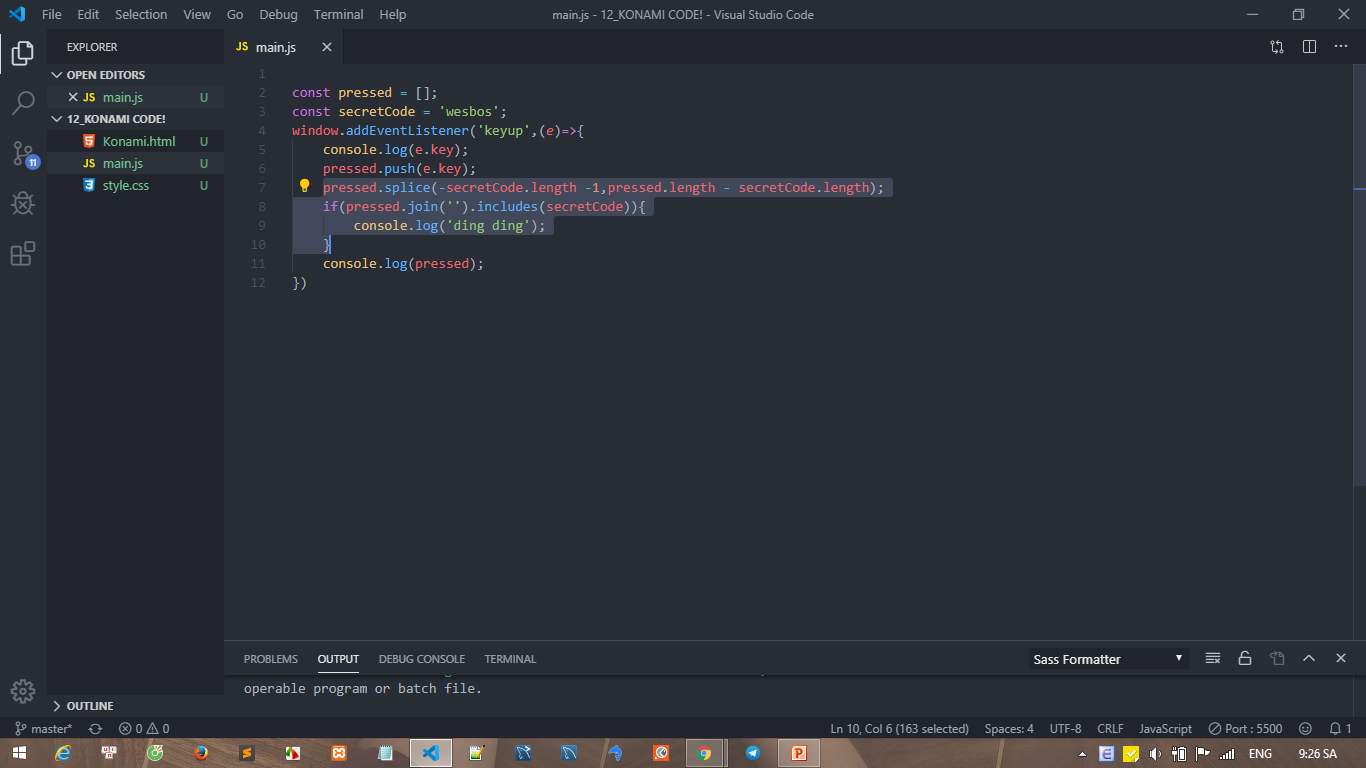 File Edit Selection View Go Debug Terminal Help main.js - 12_KONAMI CODE! - Visual Studio Code
EXPLORER
OPEN EDITORS
JS main.js U
12_KONAMI CODE!
Konami.html U
JS main.js U
style.css U
11
OUTLINE
JS main.js
1
2 const pressed = [];
3 const secretCode = 'wesbos';
4 window.addEventListener('keyup',(e)=>{
5 console.log(e.key);
6 pressed.push(e.key);
7 pressed.splice(-secretCode.length -1,pressed.length - secretCode.length);
8 if(pressed.join('').includes(secretCode)){
9 console.log('ding ding');
10 }
11 console.log(pressed);
12 })
PROBLEMS OUTPUT DEBUG CONSOLE TERMINAL Sass Formatter
operable program or batch file.
master* 0 0 Ln 10, Col 6 (163 selected) Spaces: 4 UTF-8 CRLF JavaScript Port : 5500 1
ENG 9:26 SA